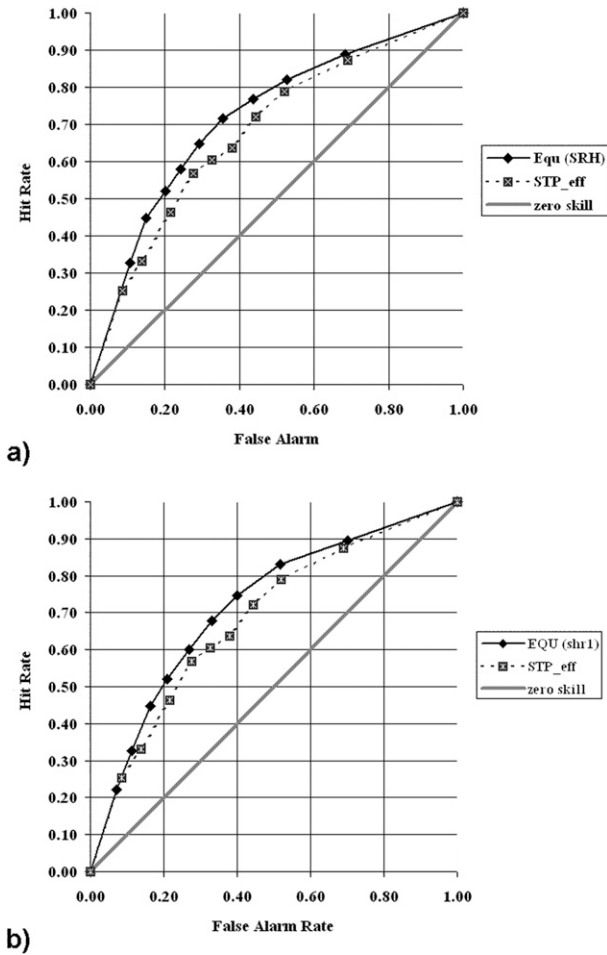 1.00
0.90
0.80
0.70
0.60
0.50
0.40
0.30
0.20
0.10
0.00
Hit Rate
0.00 0.20 0.40 0.60 0.80 1.00
False Alarm
Equ (SRH)
STP_eff
zero skill
a)
1.00
0.90
0.80
0.70
0.60
0.50
0.40
0.30
0.20
0.10
0.00
Hit Rate
0.00 0.20 0.40 0.60 0.80 1.00
False Alarm Rate
EQU (shr1)
STP_eff
zero skill
b)